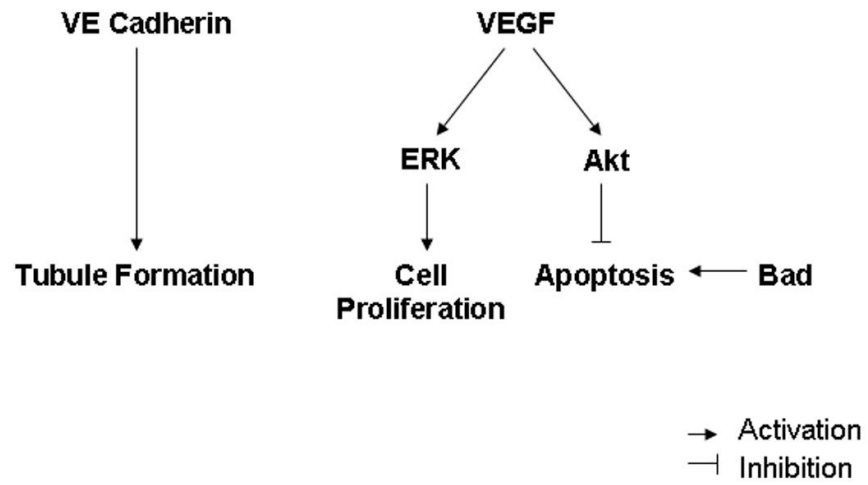 VE Cadherin
VEGF
ERK
Akt
Tubule Formation
Cell
Proliferation
Apoptosis
Bad
Activation
Inhibition